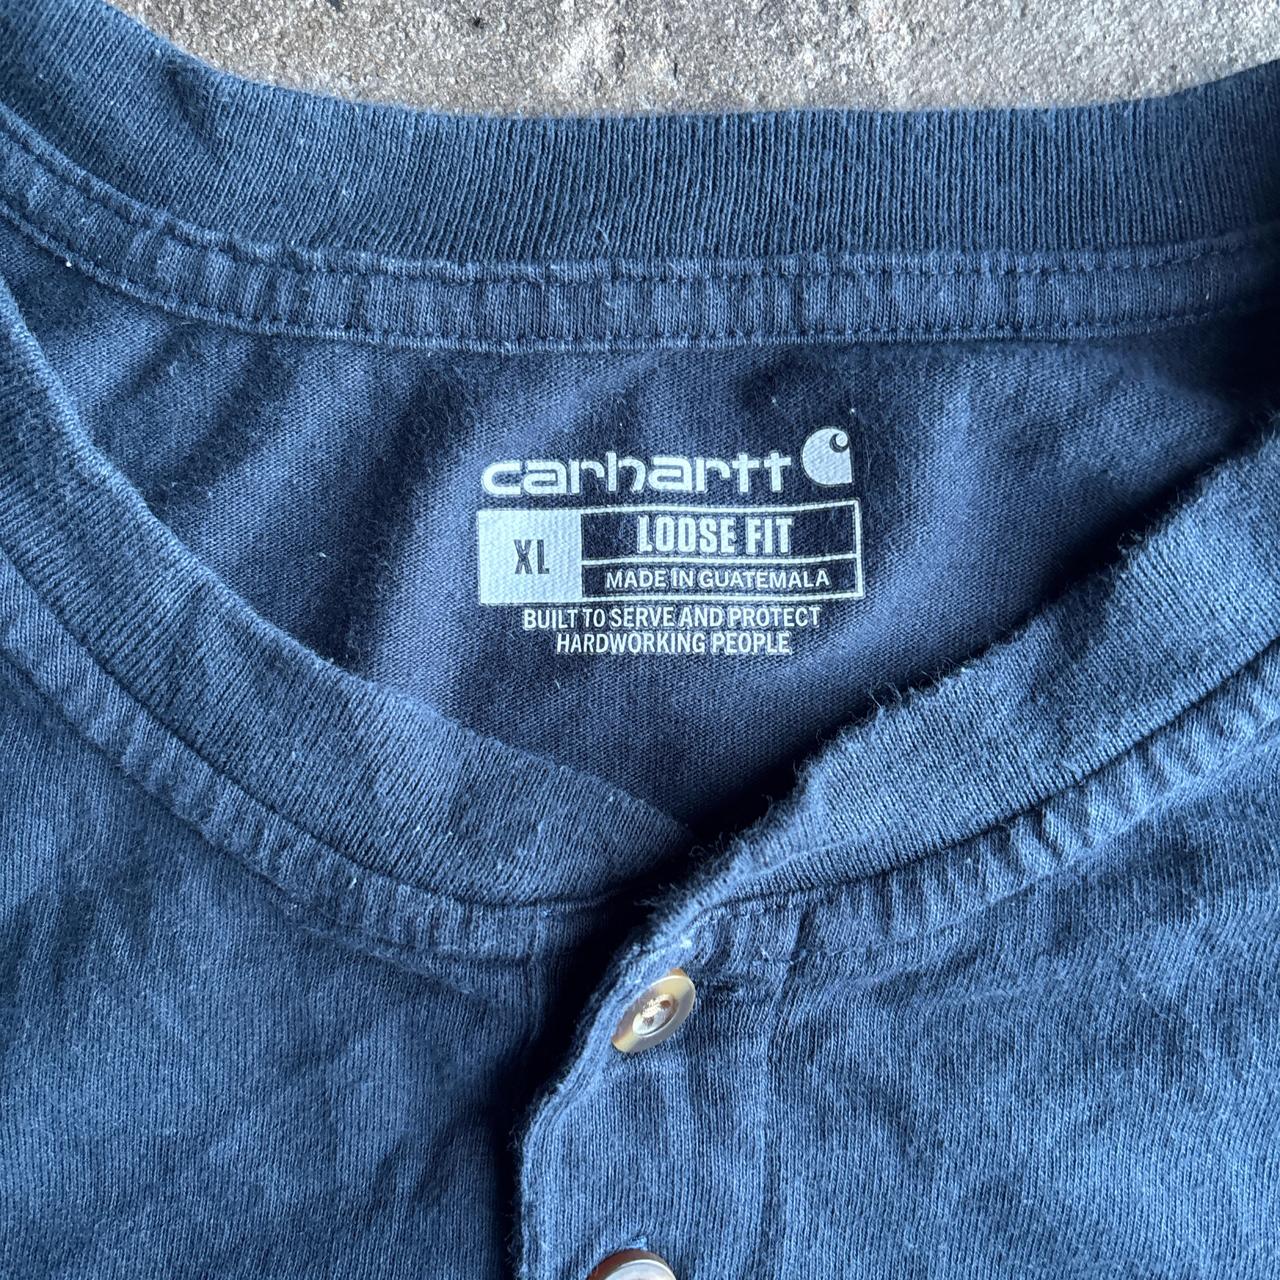 carhartt
XL
LOOSE FIT
MADE IN GUATEMALA
BUILT TO SERVE AND PROTECT
HARDWORKING PEOPLE